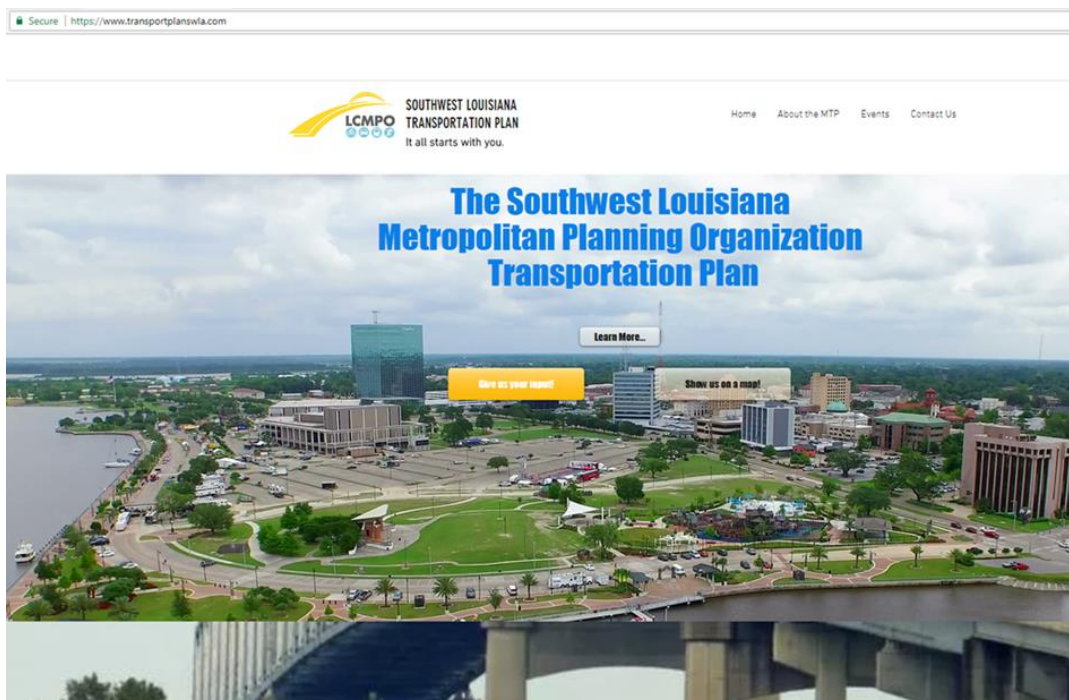 Secure | https://www.transportplanswla.com
LCMPO
SOUTHWEST LOUISIANA
TRANSPORTATION PLAN
It all starts with you.
Home About the MTP Events Contact Us
The Southwest Louisiana
Metropolitan Planning Organization
Transportation Plan
Learn More...
Give us your input! Show us on a map!